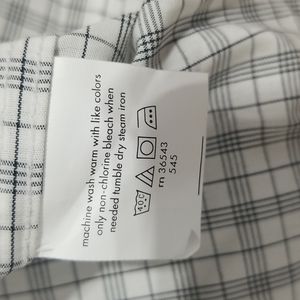 machine wash warm with like colors
only non-chlorine bleach when
needed tumble dry steam iron
rn 36543
545